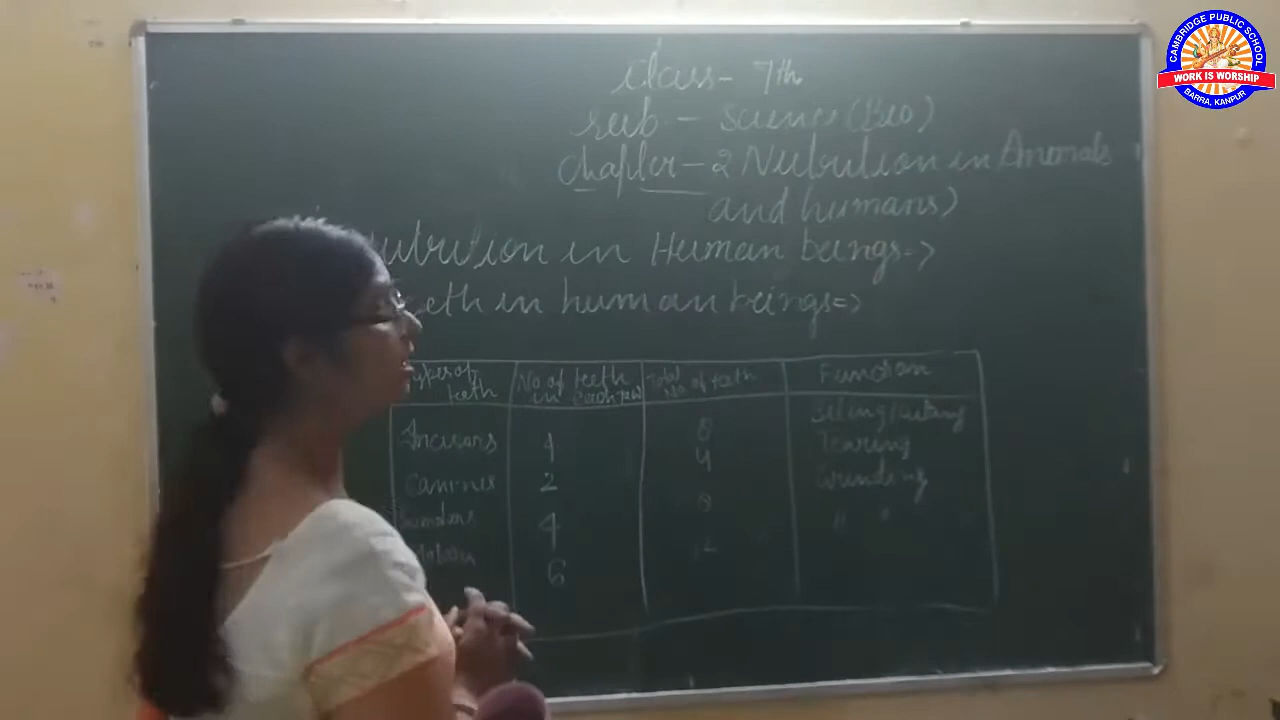 CAMBRIDGE PUBLIC SCHOOL
WORK IS WORSHIP
BARRA, KANPUR
Class - 7th
Sub - Science (Bio)
Chapter - 2 Nutrition in Animals
and humans)
Nutrition in Human beings =>
Teeth in human beings =>
Types of teeth | No. of teeth in each jaw | Total No. of teeth | Function
Incisors | 4 | 8 | Biting/cutting
Canines | 2 | 4 | Tearing
4 | 8 | Grinding
6 | 12 | " "